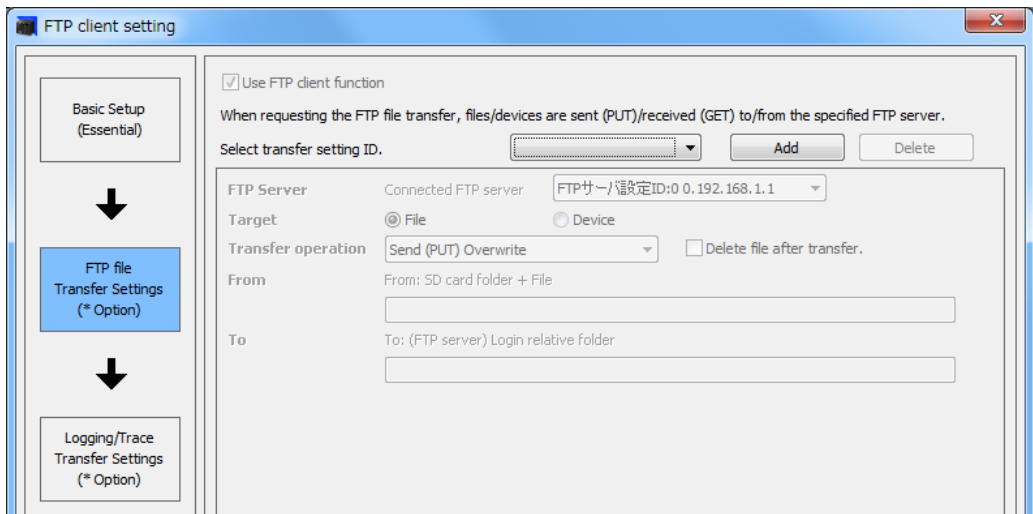 FTP client setting
Basic Setup
(Essential)
FTP file
Transfer Settings
(* Option)
Logging/Trace
Transfer Settings
(* Option)
Use FTP client function
When requesting the FTP file transfer, files/devices are sent (PUT)/received (GET) to/from the specified FTP server.
Select transfer setting ID.
Add
Delete
FTP Server
Connected FTP server
FTPサーバ設定ID:0 0.192.168.1.1
Target
File
Device
Transfer operation
Send (PUT) Overwrite
Delete file after transfer.
From
From: SD card folder + File
To
To: (FTP server) Login relative folder